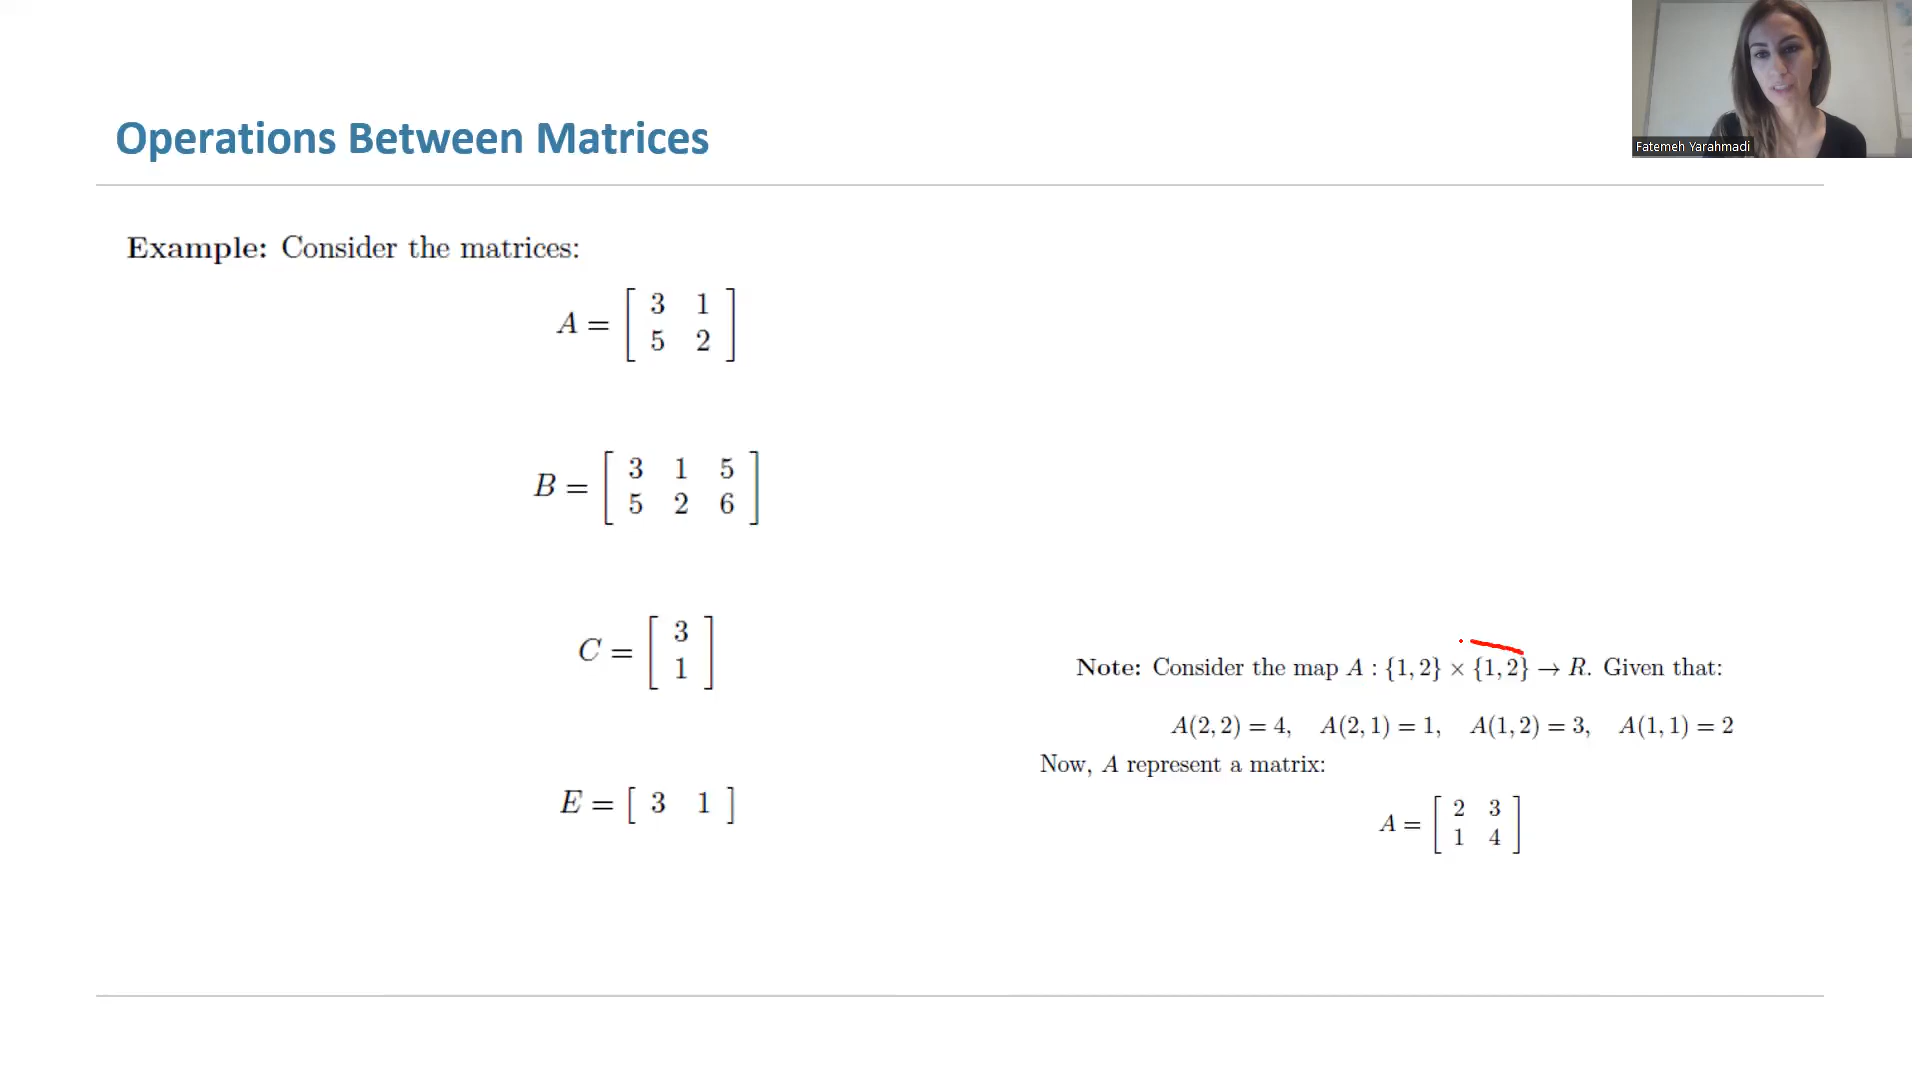 Fatemeh Yarahmadi
Operations Between Matrices
Example: Consider the matrices:
A = [ 3 1
5 2 ]
B = [ 3 1 5
5 2 6 ]
C = [ 3
1 ]
E = [ 3 1 ]
Note: Consider the map A : {1, 2} × {1, 2} → R. Given that:
A(2, 2) = 4, A(2, 1) = 1, A(1, 2) = 3, A(1, 1) = 2
Now, A represent a matrix:
A = [ 2 3
1 4 ]